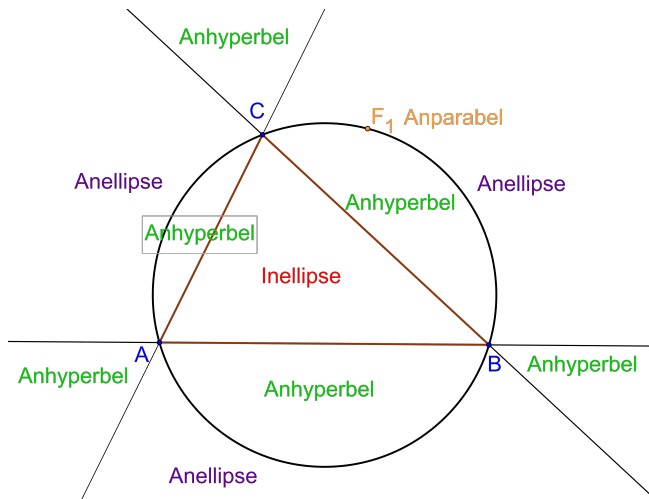 Anhyperbel
C
F1 Anparabel
Anellipse
Anellipse
Anhyperbel
Anhyperbel
Inellipse
A
B
Anhyperbel
Anhyperbel
Anhyperbel
Anellipse